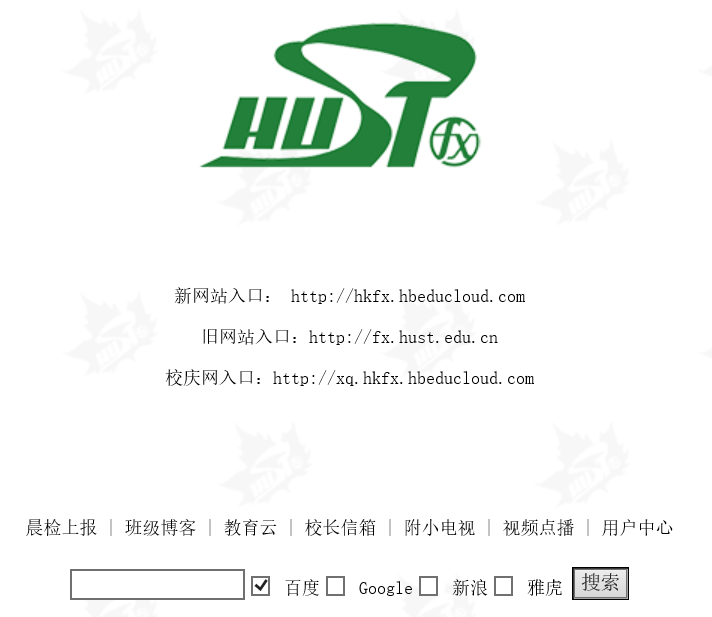 HUST fx
新网站入口： http://hkfx.hbeducloud.com
旧网站入口：http://fx.hust.edu.cn
校庆网入口：http://xq.hkfx.hbeducloud.com
晨检上报 | 班级博客 | 教育云 | 校长信箱 | 附小电视 | 视频点播 | 用户中心
百度 Google 新浪 雅虎 搜索